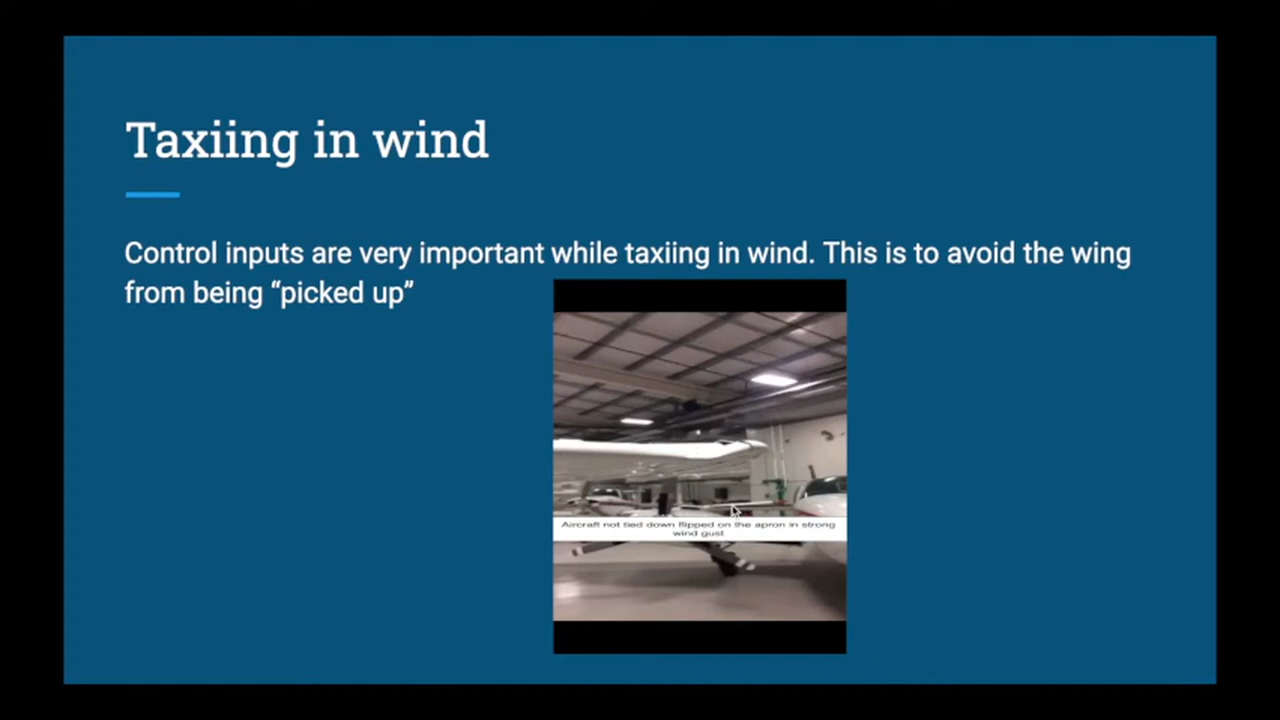 Taxiing in wind
Control inputs are very important while taxiing in wind. This is to avoid the wing
from being “picked up”
Aircraft not tied down flipped on the apron in strong
wind gust